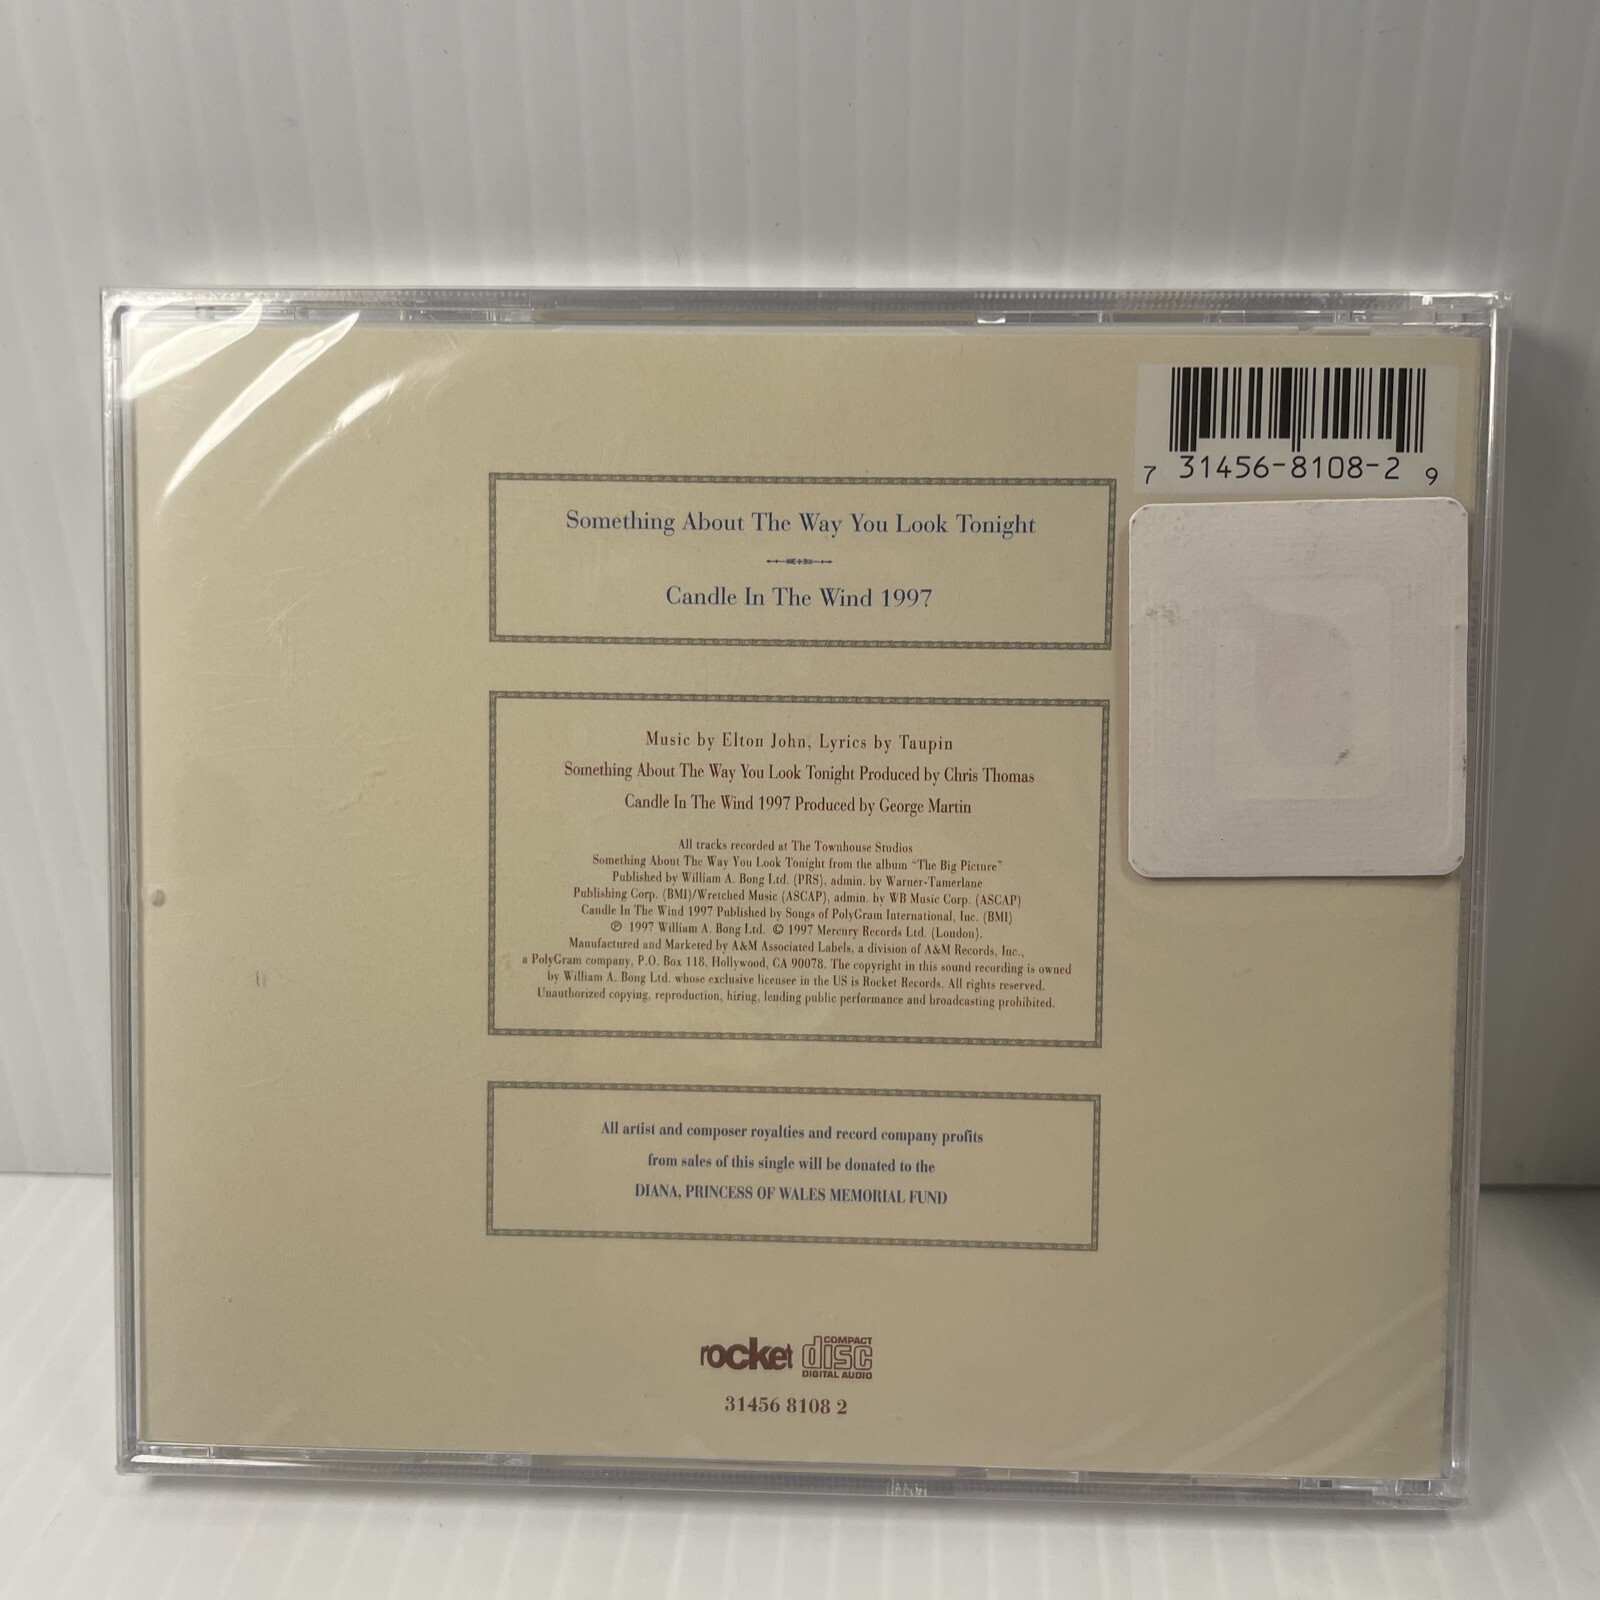 7 31456-8108-2 9
Something About The Way You Look Tonight
Candle In The Wind 1997
Music by Elton John, Lyrics by Taupin
Something About The Way You Look Tonight Produced by Chris Thomas
Candle In The Wind 1997 Produced by George Martin
All tracks recorded at The Townhouse Studios
Something About The Way You Look Tonight from the album "The Big Picture"
Published by William A. Bong Ltd. (PRS), admin. by Warner-Tamerlane
Publishing Corp. (BMI)/Wretched Music (ASCAP), admin. by WB Music Corp. (ASCAP)
Candle In The Wind 1997 Published by Songs of PolyGram International, Inc. (BMI)
℗ 1997 William A. Bong Ltd. © 1997 Mercury Records Ltd. (London).
Manufactured and Marketed by A&M Associated Labels, a division of A&M Records, Inc.,
a PolyGram company, P.O. Box 118, Hollywood, CA 90078. The copyright in this sound recording is owned
by William A. Bong Ltd. whose exclusive licensee in the US is Rocket Records. All rights reserved.
Unauthorized copying, reproduction, hiring, lending public performance and broadcasting prohibited.
All artist and composer royalties and record company profits
from sales of this single will be donated to the
DIANA, PRINCESS OF WALES MEMORIAL FUND
rocket
COMPACT
disc
DIGITAL AUDIO
31456 8108 2